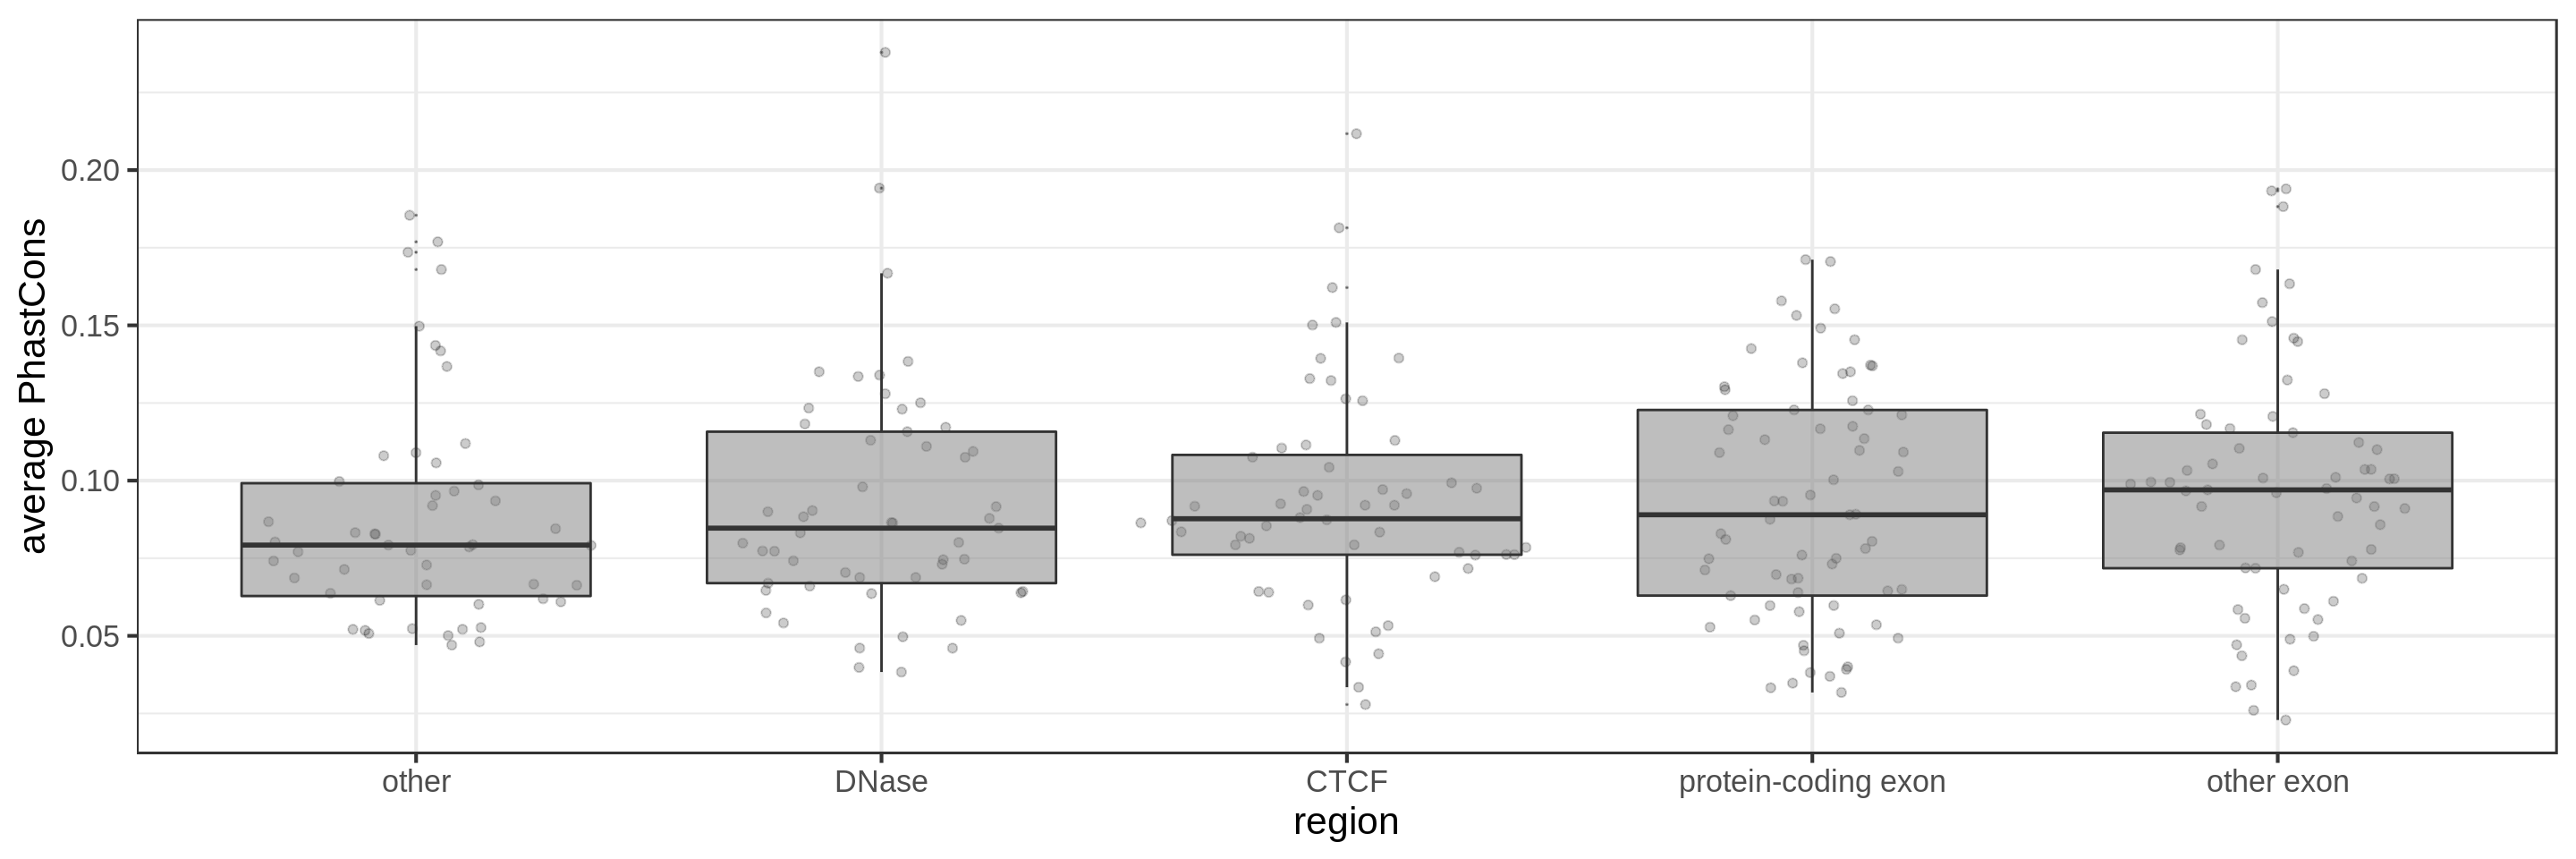 average PhastCons
0.20
0.15
0.10
0.05
other DNase CTCF protein-coding exon other exon
region